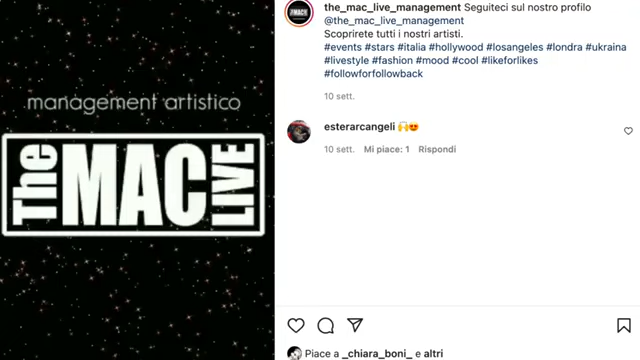 management artistico
The MAC LIVE
the_mac_live_management Seguiteci sul nostro profilo
@the_mac_live_management
Scoprirete tutti i nostri artisti.
#events #stars #italia #hollywood #losangeles #londra #ukraina
#livestyle #fashion #mood #cool #likeforlikes
#followforfollowback
10 sett.
esterarcangeli 🙌😍
10 sett. Mi piace: 1 Rispondi
Piace a _chiara_boni_ e altri